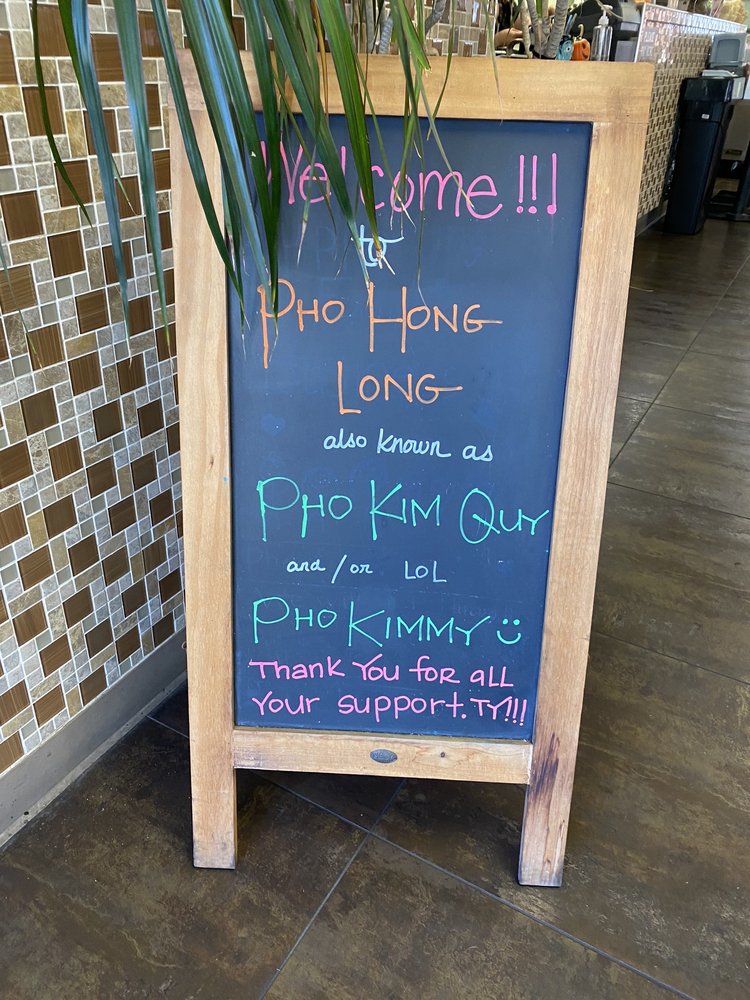 Welcome!!!
to
PHO HONG
LONG
also known as
PHO KIM QUY
and/or LOL
PHO KIMMY :)
Thank You for all
Your support. TY!!!